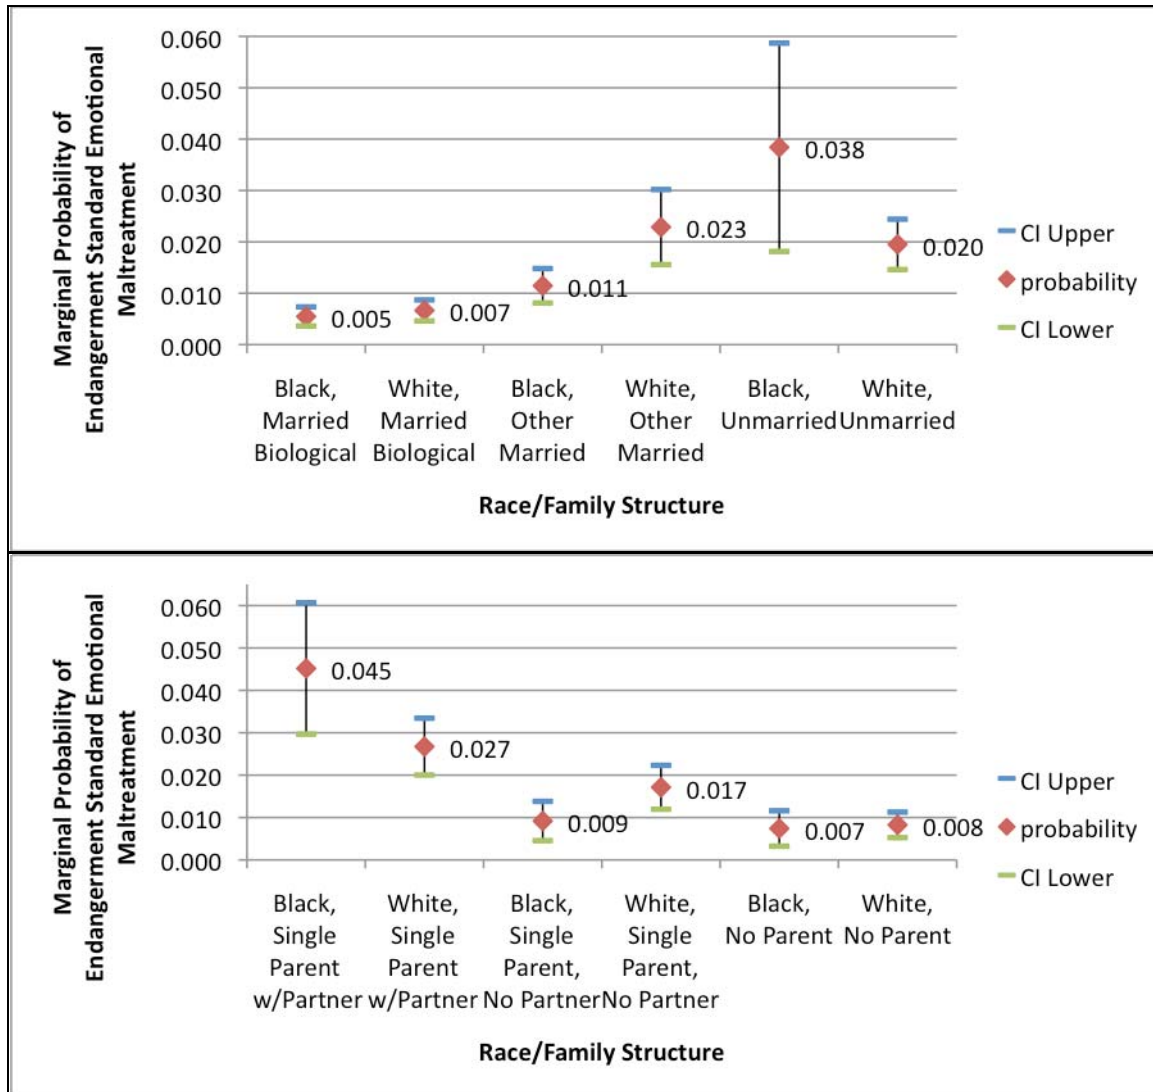 Marginal Probability of
Endangerment Standard Emotional
Maltreatment
0.060
0.050
0.040
0.030
0.020
0.010
0.000
0.005
0.007
0.011
0.023
0.038
0.020
CI Upper
probability
CI Lower
Black, White, Black, White, Black, White,
Married Married Other Other Unmarried Unmarried
Biological Biological Married Married
Race/Family Structure
Marginal Probability of
Endangerment Standard Emotional
Maltreatment
0.060
0.050
0.040
0.030
0.020
0.010
0.000
0.045
0.027
0.009
0.017
0.007
0.008
CI Upper
probability
CI Lower
Black, White, Black, White, Black, White,
Single Single Single Single No Parent No Parent
Parent Parent Parent, Parent,
w/Partner w/Partner No Partner No Partner
Race/Family Structure